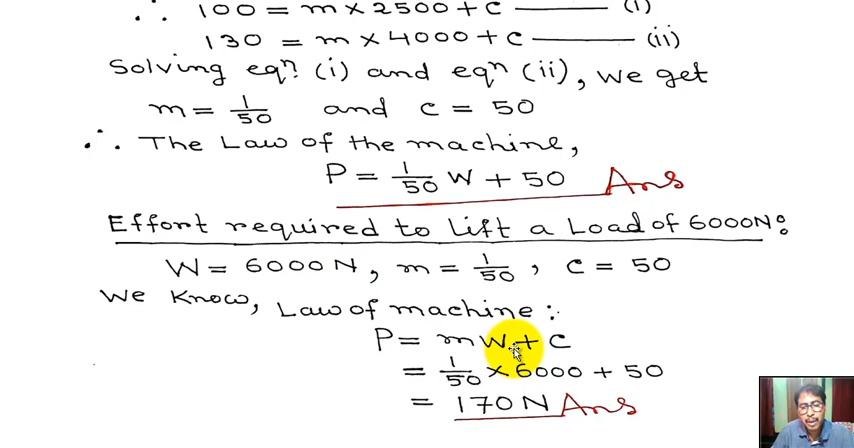 ∴ 100 = m × 2500 + c ——— (i)
130 = m × 4000 + c ——— (ii)
Solving eqn (i) and eqn (ii), we get
m = 1/50 and c = 50
∴ The Law of the machine,
P = 1/50 W + 50 Ans
Effort required to lift a Load of 6000N:
W = 6000N, m = 1/50, c = 50
We know, Law of machine:
P = mW + c
= 1/50 × 6000 + 50
= 170N Ans